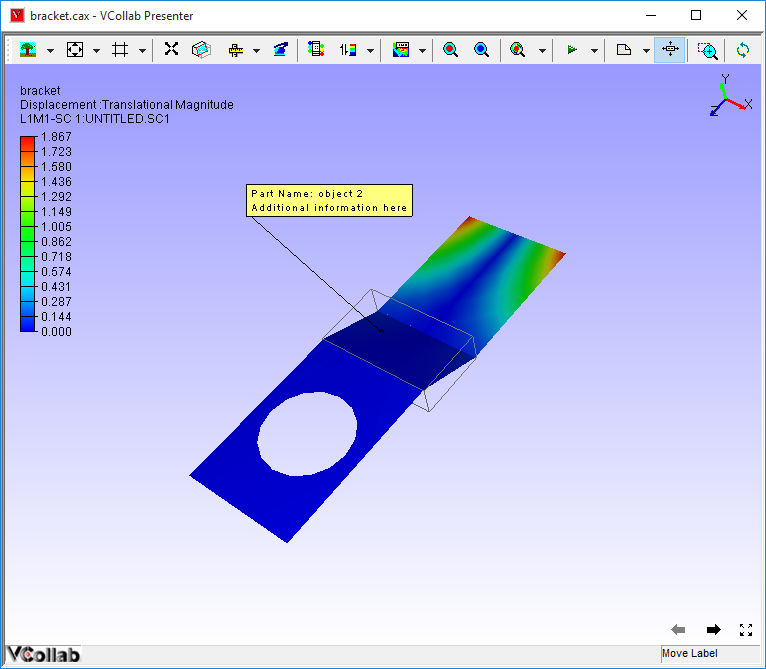 bracket.cax - VCollab Presenter
bracket
Displacement :Translational Magnitude
L1M1-SC 1:UNTITLED.SC1
1.867
1.723
1.580
1.436
1.292
1.149
1.005
0.862
0.718
0.574
0.431
0.287
0.144
0.000
Y
X
Z
Part Name: object 2
Additional information here
VCollab
Move Label